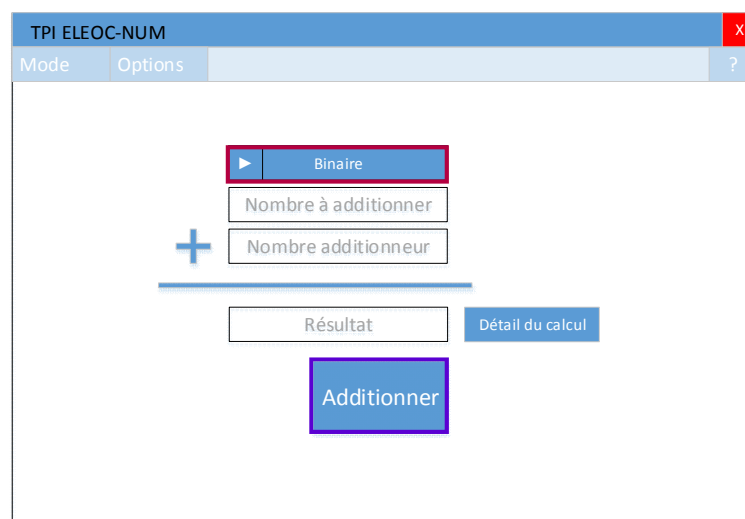 TPI ELEOC-NUM X
Mode Options ?
Binaire
Nombre à additionner
Nombre additionneur
Résultat Détail du calcul
Additionner